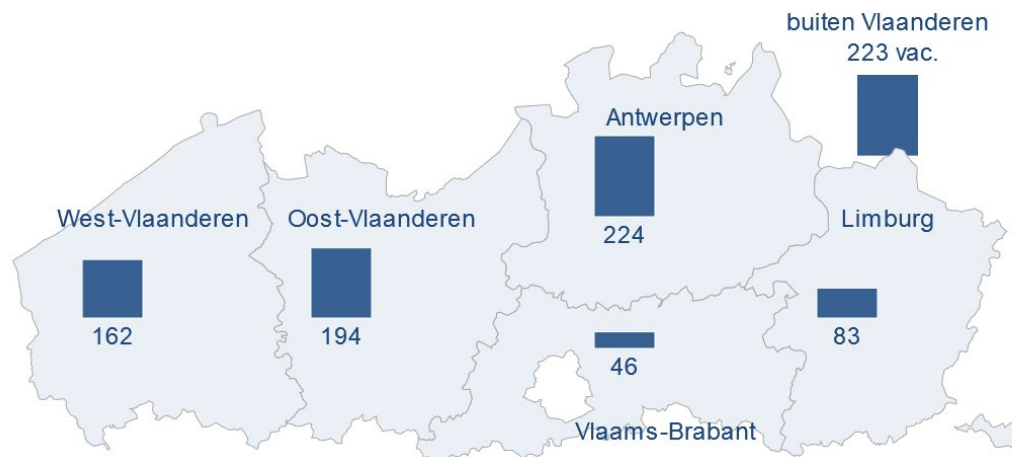 buiten Vlaanderen
223 vac.
Antwerpen
224
West-Vlaanderen
162
Oost-Vlaanderen
194
Limburg
83
46
Vlaams-Brabant